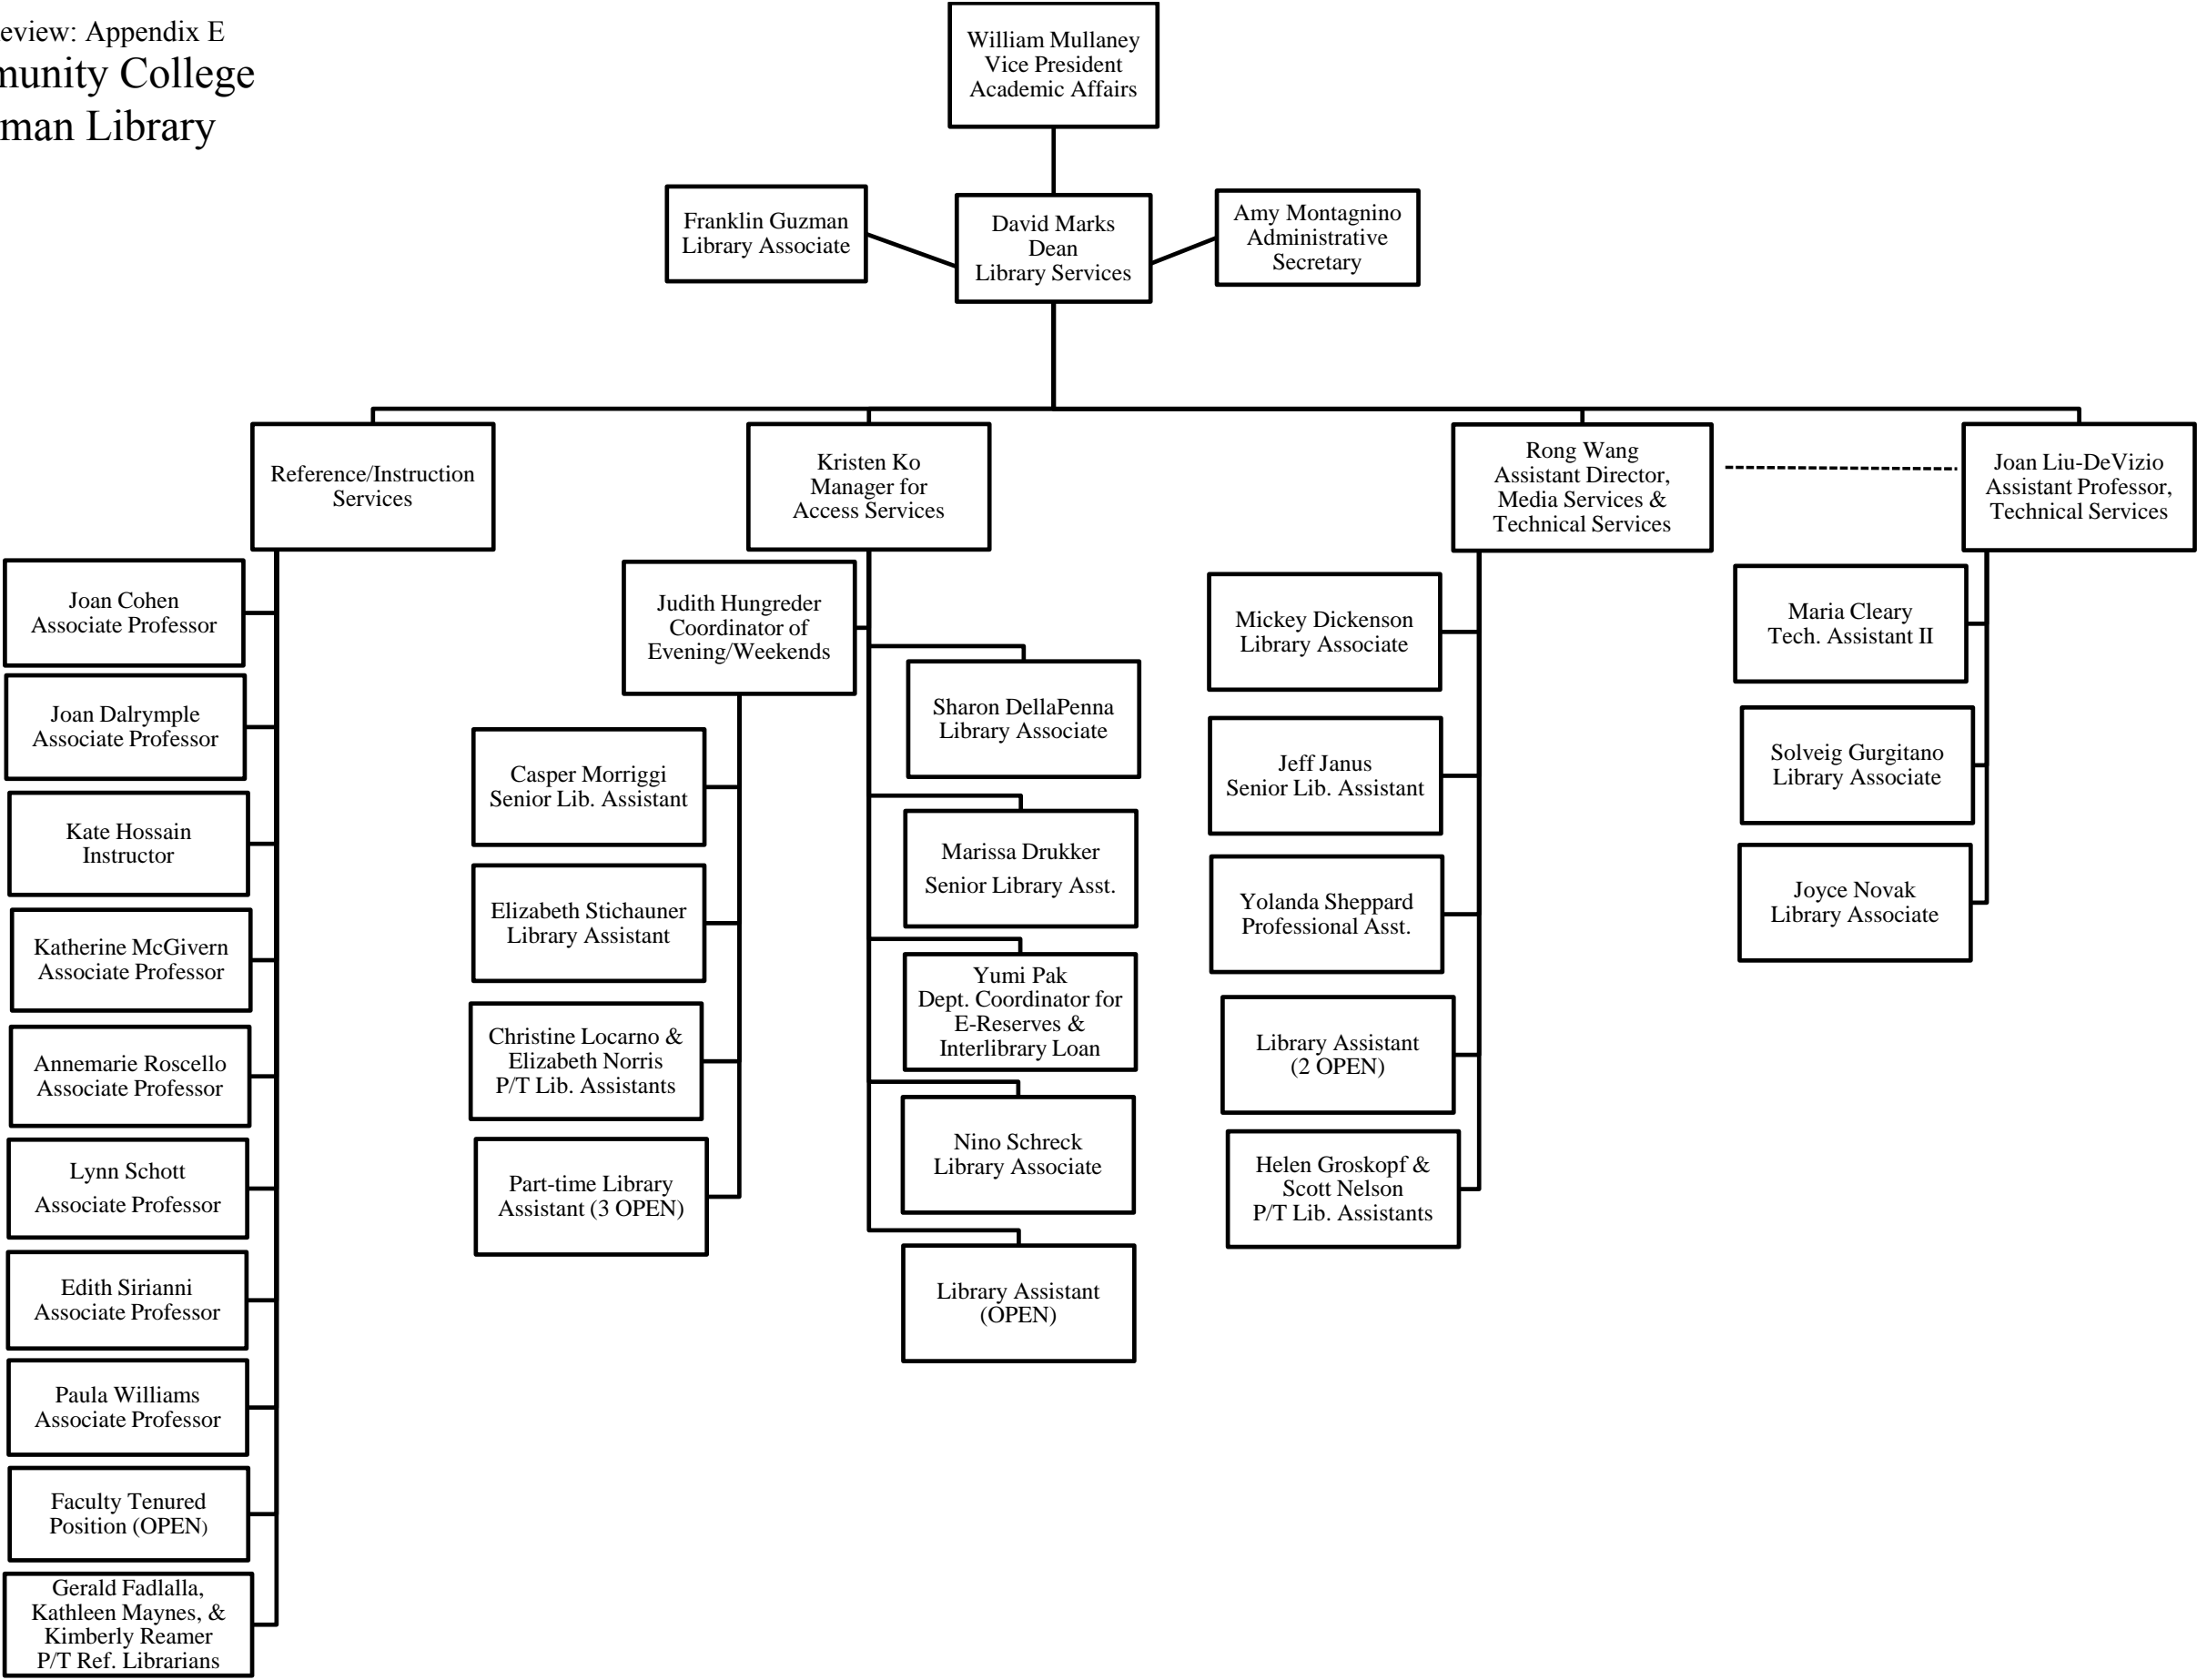 eview: Appendix E
munity College
man Library
William Mullaney
Vice President
Academic Affairs
Franklin Guzman
Library Associate
David Marks
Dean
Library Services
Amy Montagnino
Administrative
Secretary
Reference/Instruction
Services
Kristen Ko
Manager for
Access Services
Rong Wang
Assistant Director,
Media Services &
Technical Services
Joan Liu-DeVizio
Assistant Professor,
Technical Services
Joan Cohen
Associate Professor
Joan Dalrymple
Associate Professor
Kate Hossain
Instructor
Katherine McGivern
Associate Professor
Annemarie Roscello
Associate Professor
Lynn Schott
Associate Professor
Edith Sirianni
Associate Professor
Paula Williams
Associate Professor
Faculty Tenured
Position (OPEN)
Gerald Fadlalla,
Kathleen Maynes, &
Kimberly Reamer
P/T Ref. Librarians
Judith Hungreder
Coordinator of
Evening/Weekends
Casper Morriggi
Senior Lib. Assistant
Elizabeth Stichauner
Library Assistant
Christine Locarno &
Elizabeth Norris
P/T Lib. Assistants
Part-time Library
Assistant (3 OPEN)
Sharon DellaPenna
Library Associate
Marissa Drukker
Senior Library Asst.
Yumi Pak
Dept. Coordinator for
E-Reserves &
Interlibrary Loan
Nino Schreck
Library Associate
Library Assistant
(OPEN)
Mickey Dickenson
Library Associate
Jeff Janus
Senior Lib. Assistant
Yolanda Sheppard
Professional Asst.
Library Assistant
(2 OPEN)
Helen Groskopf &
Scott Nelson
P/T Lib. Assistants
Maria Cleary
Tech. Assistant II
Solveig Gurgitano
Library Associate
Joyce Novak
Library Associate